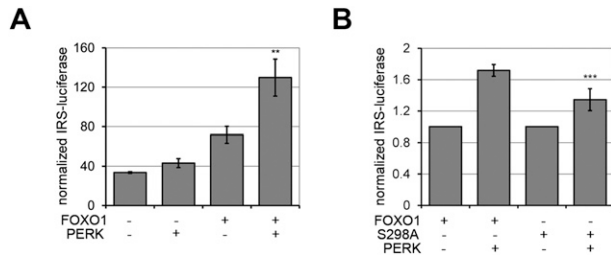 A
B
normalized IRS-luciferase
160
120
80
40
0
**
FOXO1 - - + +
PERK - + - +
normalized IRS-luciferase
2
1.6
1.2
0.8
0.4
0
***
FOXO1 + + - -
S298A - - + +
PERK - + - +